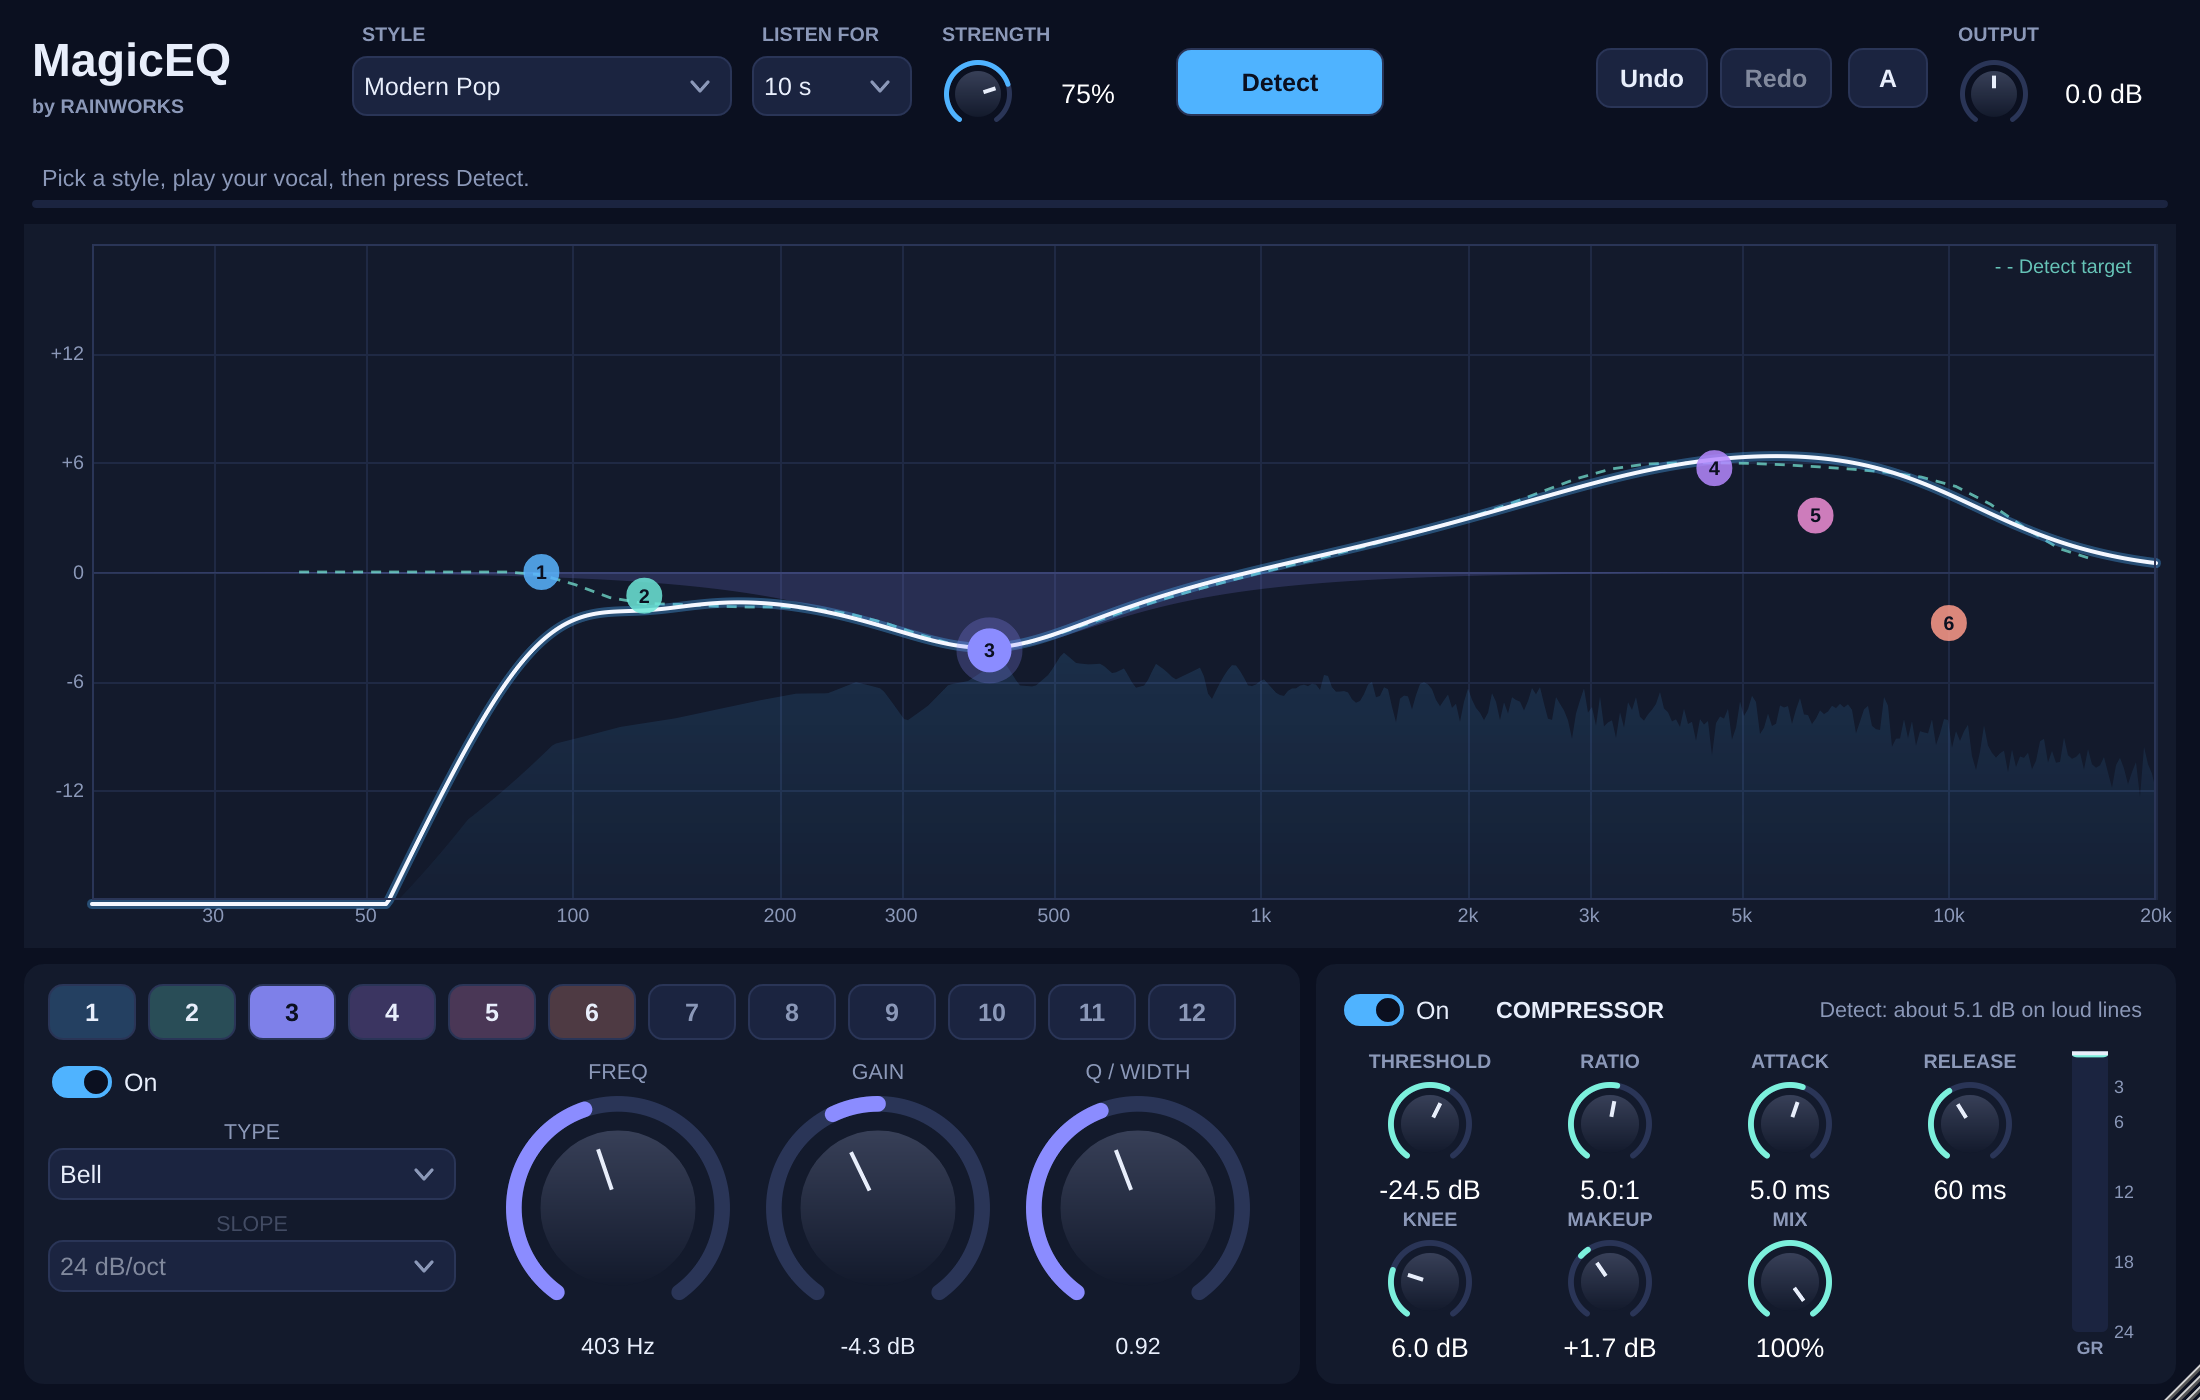 MagicEQ
by RAINWORKS
STYLE
Modern Pop
LISTEN FOR
10 s
STRENGTH
75%
Detect
Undo
Redo
A
OUTPUT
0.0 dB
Pick a style, play your vocal, then press Detect.
- - Detect target
+12
+6
0
-6
-12
1
2
3
4
5
6
30
50
100
200
300
500
1k
2k
3k
5k
10k
20k
1
2
3
4
5
6
7
8
9
10
11
12
On
TYPE
Bell
SLOPE
24 dB/oct
FREQ
403 Hz
GAIN
-4.3 dB
Q / WIDTH
0.92
On
COMPRESSOR
Detect: about 5.1 dB on loud lines
THRESHOLD
-24.5 dB
RATIO
5.0:1
ATTACK
5.0 ms
RELEASE
60 ms
KNEE
6.0 dB
MAKEUP
+1.7 dB
MIX
100%
3
6
12
18
24
GR